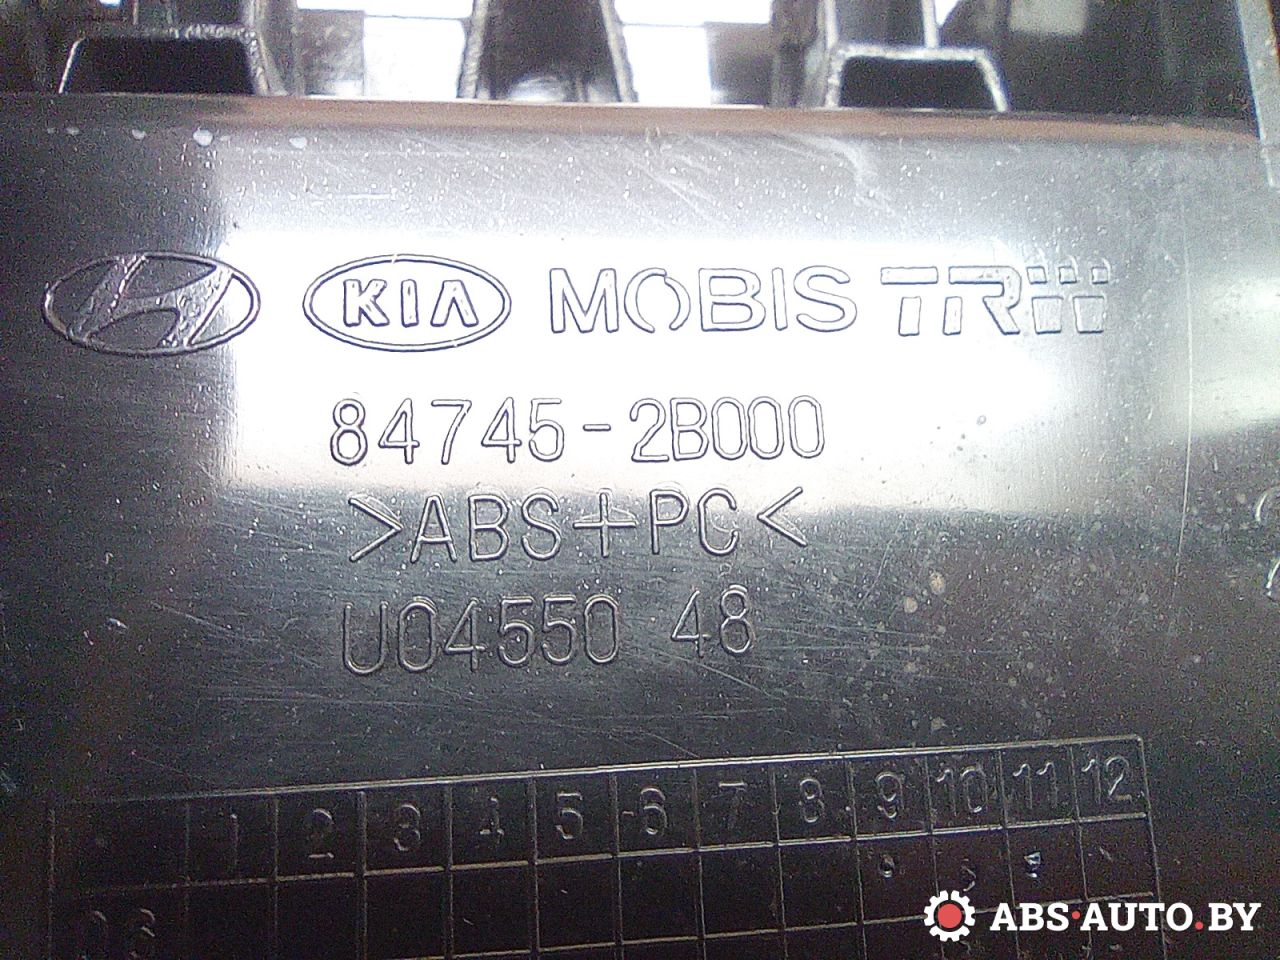 KIA MOBIS TRW
84745-2B000
>ABS+PC<
U04550 48
1 2 3 4 5 6 7 8 9 10 11 12
06
ABS-AUTO.BY